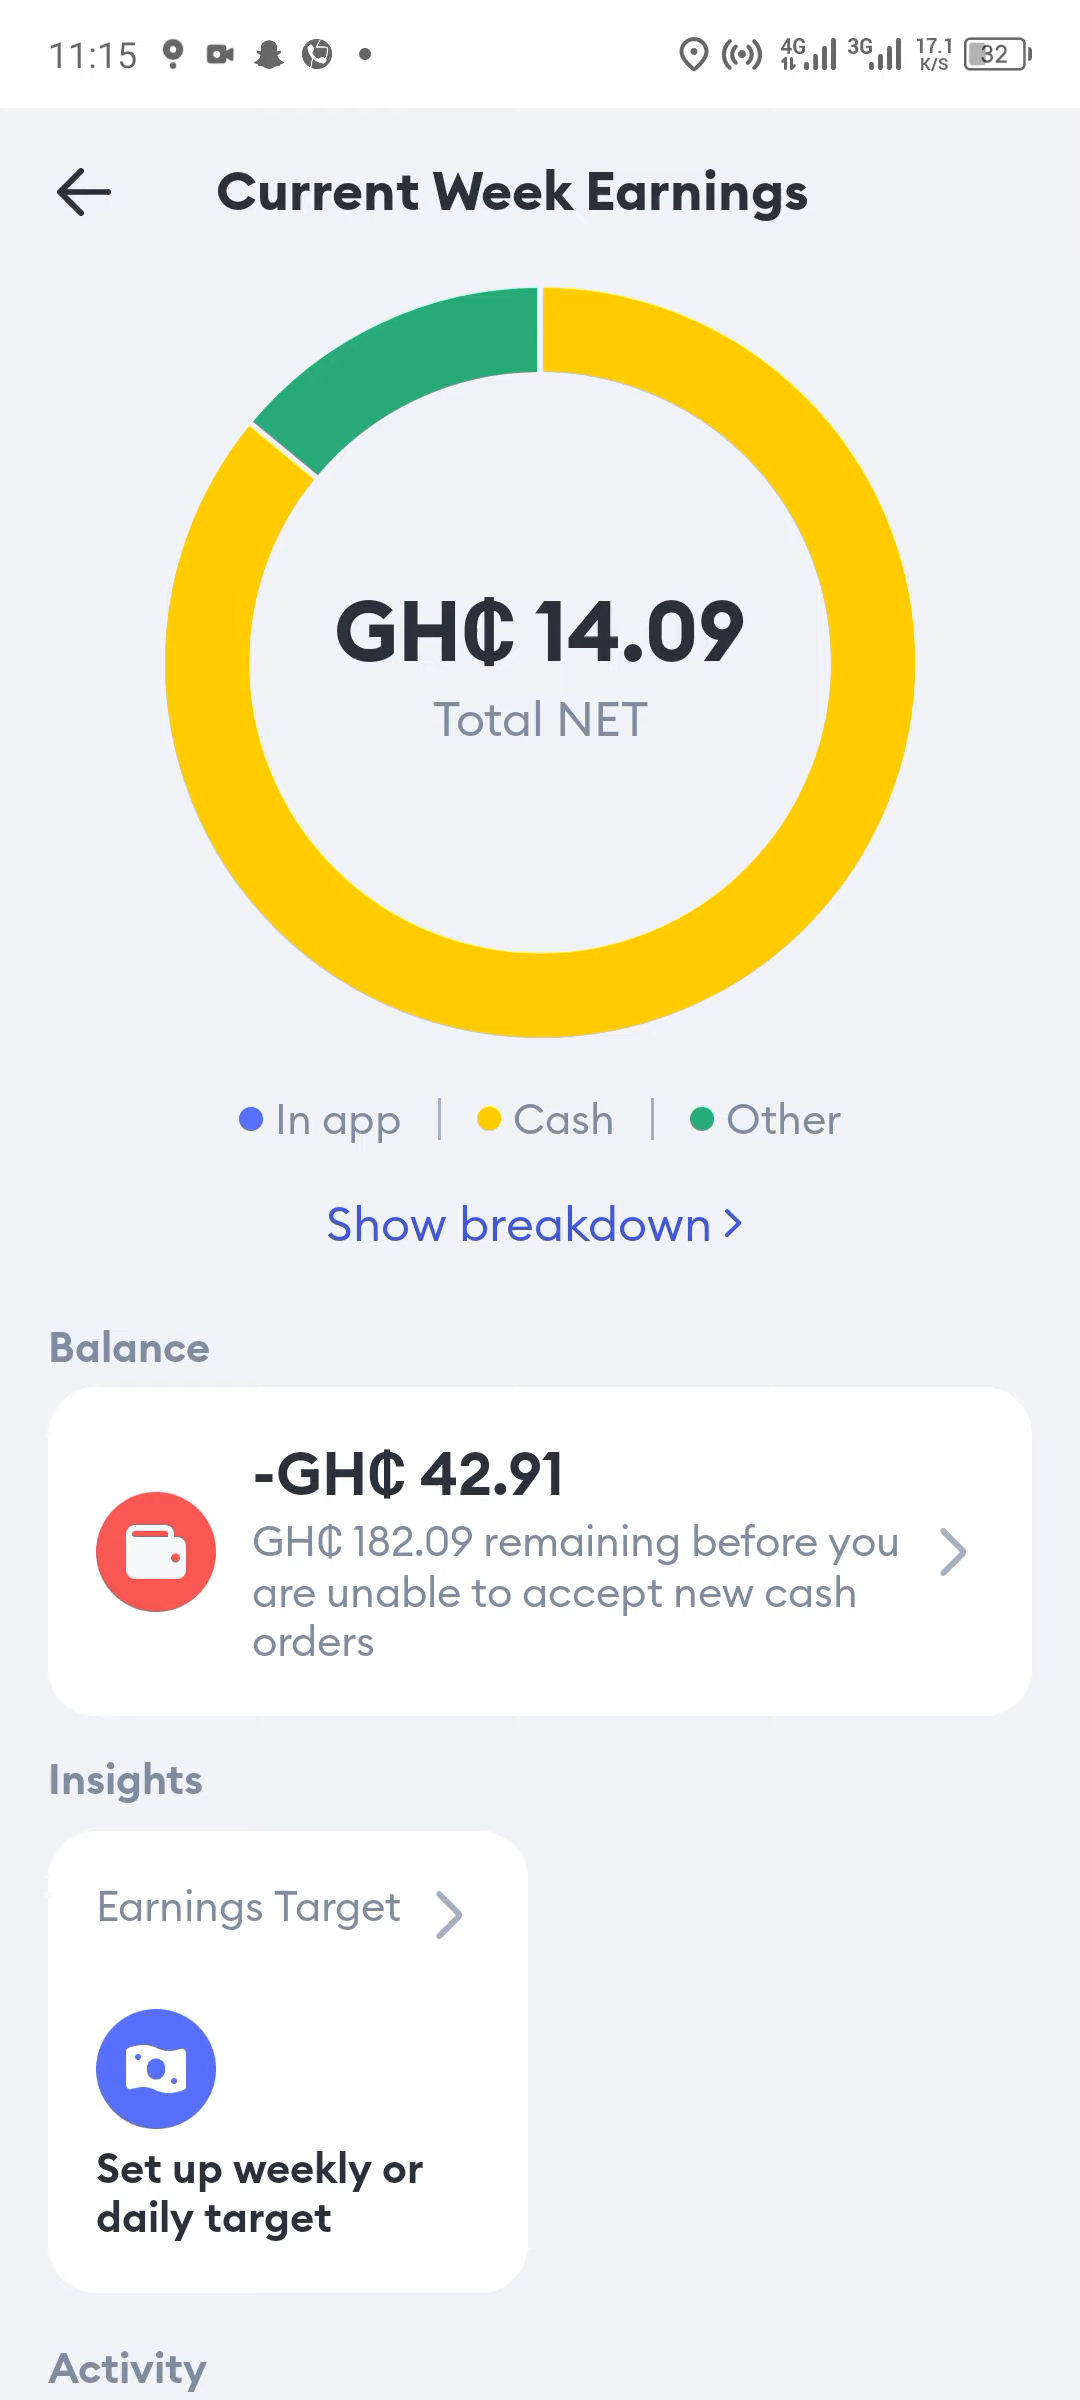 11:15 4G 3G 17.1 K/S 32
Current Week Earnings
GH₵ 14.09
Total NET
In app | Cash | Other
Show breakdown >
Balance
-GH₵ 42.91
GH₵ 182.09 remaining before you
are unable to accept new cash
orders
Insights
Earnings Target
Set up weekly or
daily target
Activity